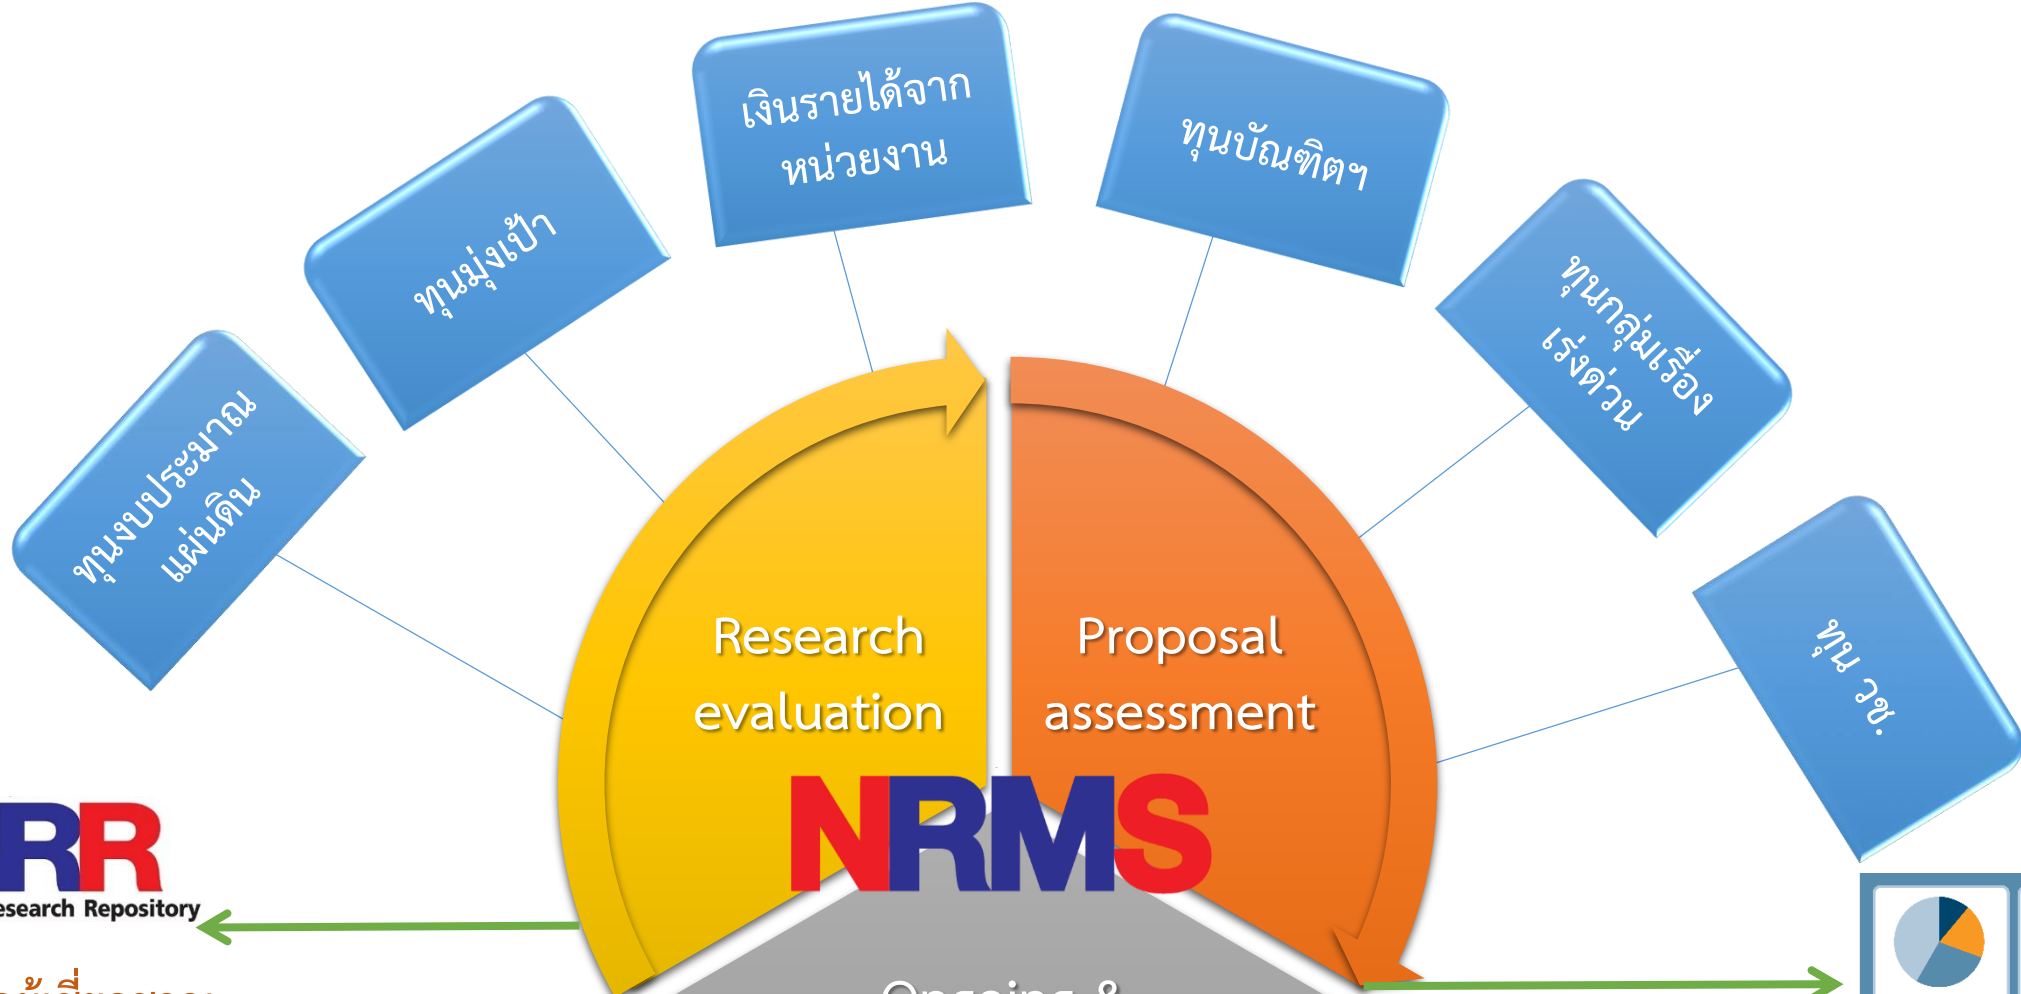 เงินรายได้จาก
หน่วยงาน
ทุนบัณฑิตฯ
ทุนมุ่งเป้า
ทุนกลุ่มเรื่อง
เร่งด่วน
ทุนงบประมาณ
แผ่นดิน
ทุน วช.
Research
evaluation
Proposal
assessment
NRMS
RR
Repository
Ongoing &